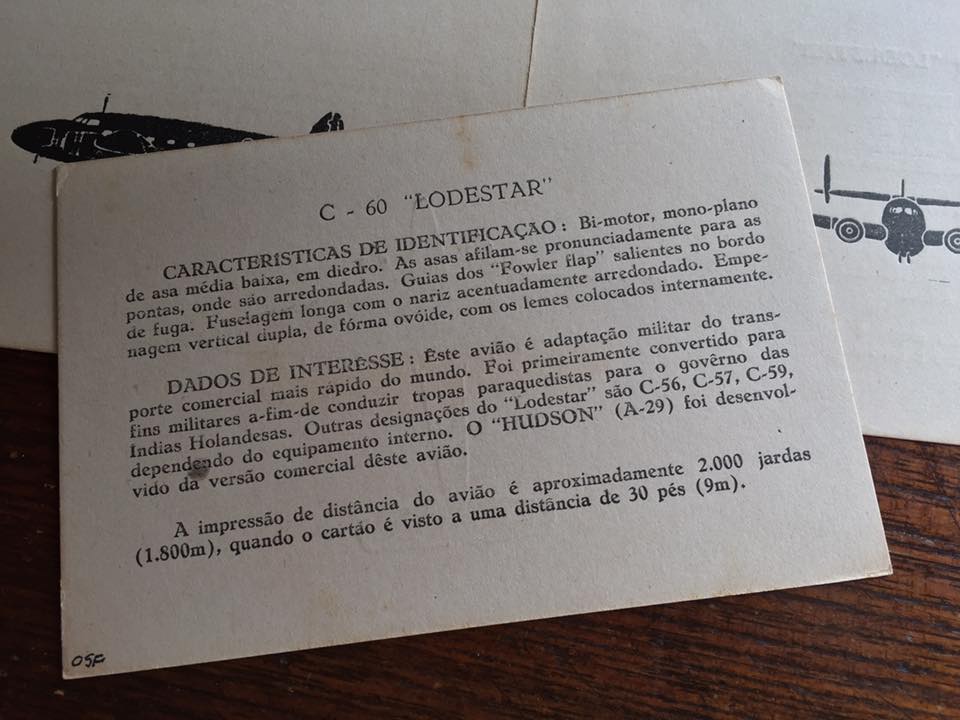 C - 60 "LODESTAR"
CARACTERÍSTICAS DE IDENTIFICAÇÃO : Bi-motor, mono-plano
de asa média baixa, em diedro. As asas afilam-se pronunciadamente para as
pontas, onde são arredondadas. Guias dos "Fowler flap" salientes no bordo
de fuga. Fuselagem longa com o nariz acentuadamente arredondado. Empe-
nagem vertical dupla, de fórma ovóide, com os lemes colocados internamente.
DADOS DE INTERÊSSE : Êste avião é adaptação militar do trans-
porte comercial mais rápido do mundo. Foi primeiramente convertido para
fins militares a-fim-de conduzir tropas paraquedistas para o govêrno das
Índias Holandesas. Outras designações do "Lodestar" são C-56, C-57, C-59,
dependendo do equipamento interno. O "HUDSON" (A-29) foi desenvol-
vido da versão comercial dêste avião.
A impressão de distância do avião é aproximadamente 2.000 jardas
(1.800m), quando o cartão é visto a uma distância de 30 pés (9m).
OSF